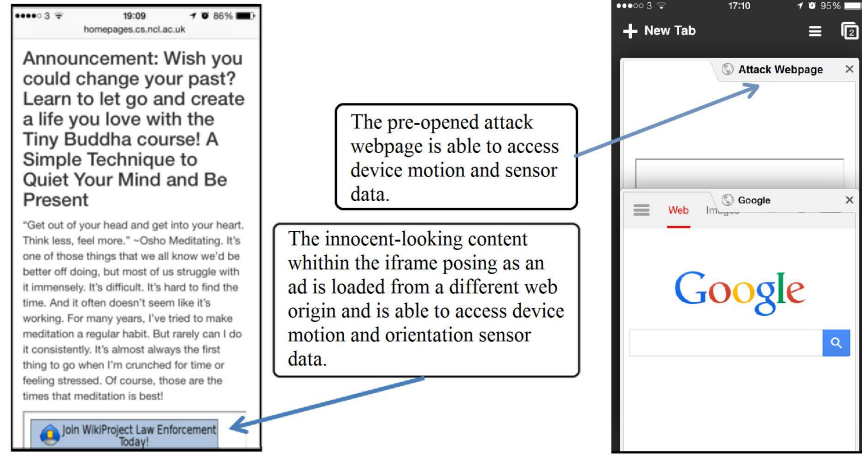 3 19:09 86%
homepages.cs.ncl.ac.uk
Announcement: Wish you
could change your past?
Learn to let go and create
a life you love with the
Tiny Buddha course! A
Simple Technique to
Quiet Your Mind and Be
Present
“Get out of your head and get into your heart.
Think less, feel more.” ~Osho Meditating. It’s
one of those things that we all know we’d be
better off doing, but most of us struggle with
it immensely. It’s difficult. It’s hard to find the
time. And it often doesn’t seem like it’s
working. For many years, I’ve tried to make
meditation a regular habit. But rarely can I do
it consistently. It’s almost always the first
thing to go when I’m crunched for time or
feeling stressed. Of course, those are the
times that meditation is best!
Join WikiProject Law Enforcement
Today!
The pre-opened attack
webpage is able to access
device motion and sensor
data.
The innocent-looking content
whithin the iframe posing as an
ad is loaded from a different web
origin and is able to access device
motion and orientation sensor
data.
3 17:10 95%
New Tab 2
Attack Webpage
Google
Web
Google